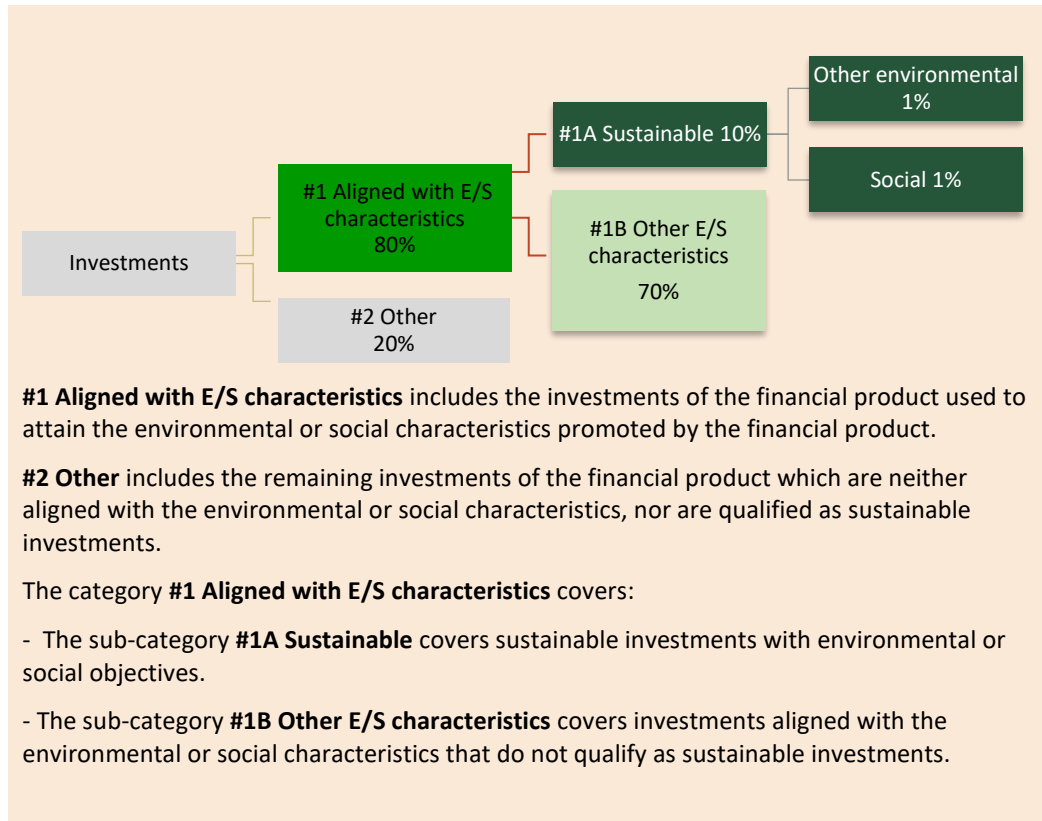 Other environmental
1%
#1A Sustainable 10%
Social 1%
#1 Aligned with E/S
characteristics
80%
#1B Other E/S
characteristics
70%
Investments
#2 Other
20%
#1 Aligned with E/S characteristics includes the investments of the financial product used to
attain the environmental or social characteristics promoted by the financial product.
#2 Other includes the remaining investments of the financial product which are neither
aligned with the environmental or social characteristics, nor are qualified as sustainable
investments.
The category #1 Aligned with E/S characteristics covers:
- The sub-category #1A Sustainable covers sustainable investments with environmental or
social objectives.
- The sub-category #1B Other E/S characteristics covers investments aligned with the
environmental or social characteristics that do not qualify as sustainable investments.